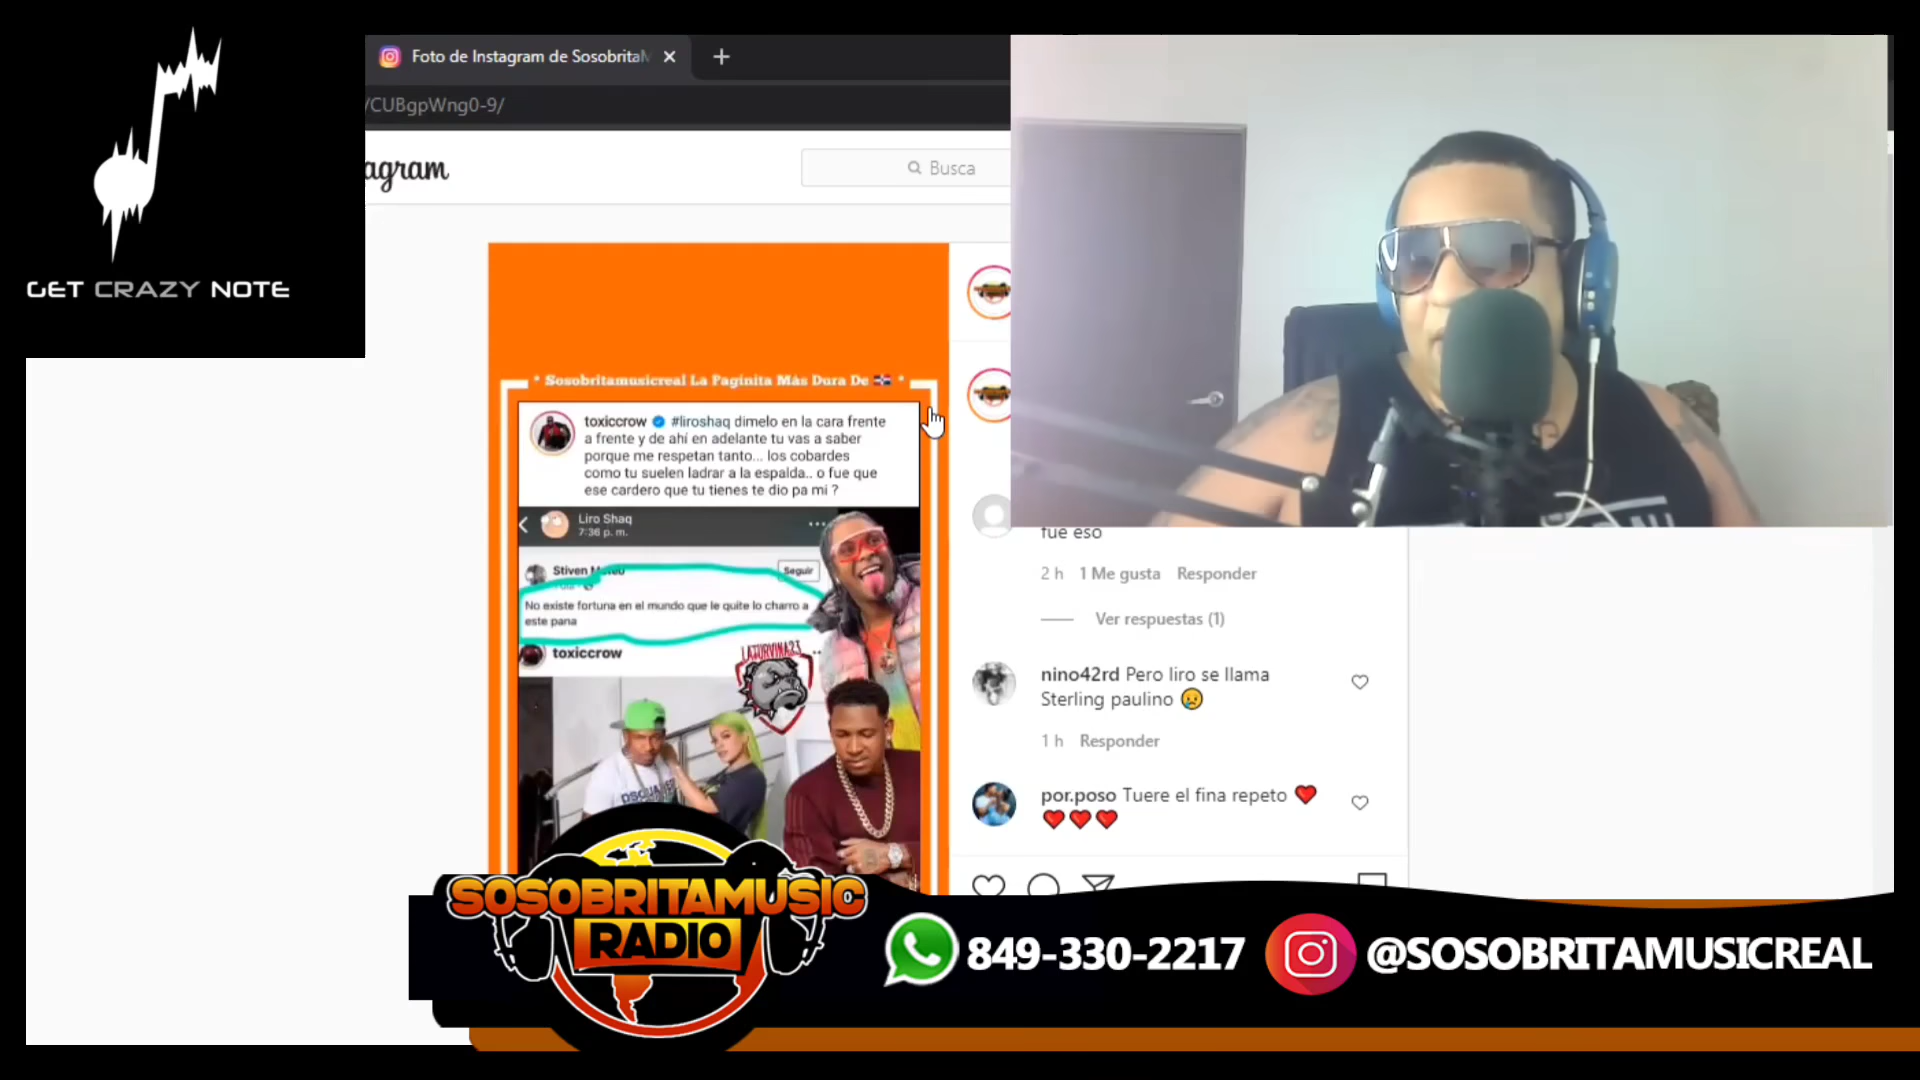 GET CRAZY NOTE
Foto de Instagram de Sosobrita
/CUBgpWng0-9/
agram
Busca
* Sosobritamusicreal La Paginita Más Dura De *
toxiccrow #liroshaq dimelo en la cara frente
a frente y de ahí en adelante tu vas a saber
porque me respetan tanto... los cobardes
como tu suelen ladrar a la espalda.. o fue que
ese cardero que tu tienes te dio pa mi ?
Liro Shaq
7:36 p. m.
Stiven
Seguir
No existe fortuna en el mundo que le quite lo charro a
este pana
toxiccrow
LATURVINA23
DSQUA
fue eso
2 h 1 Me gusta Responder
Ver respuestas (1)
nino42rd Pero liro se llama
Sterling paulino
1 h Responder
por.poso Tuere el fina repeto
SOSOBRITAMUSIC
RADIO
849-330-2217
@SOSOBRITAMUSICREAL